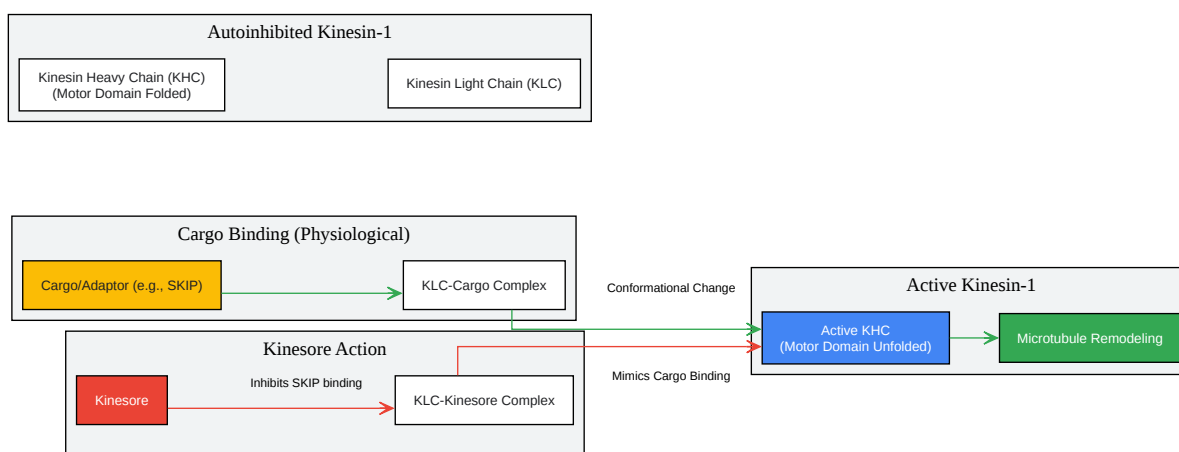 Autoinhibited Kinesin-1
Kinesin Heavy Chain (KHC)
(Motor Domain Folded)
Kinesin Light Chain (KLC)
Cargo Binding (Physiological)
Cargo/Adaptor (e.g., SKIP)
KLC-Cargo Complex
Conformational Change
Kinesore Action
Kinesore
Inhibits SKIP binding
KLC-Kinesore Complex
Mimics Cargo Binding
Active Kinesin-1
Active KHC
(Motor Domain Unfolded)
Microtubule Remodeling